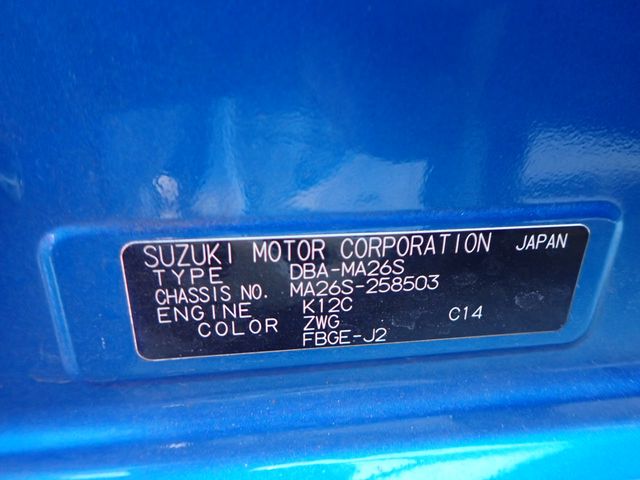 SUZUKI MOTOR CORPORATION JAPAN
TYPE DBA-MA26S
CHASSIS NO. MA26S-258503
ENGINE K12C
COLOR ZWG C14
FBGE-J2